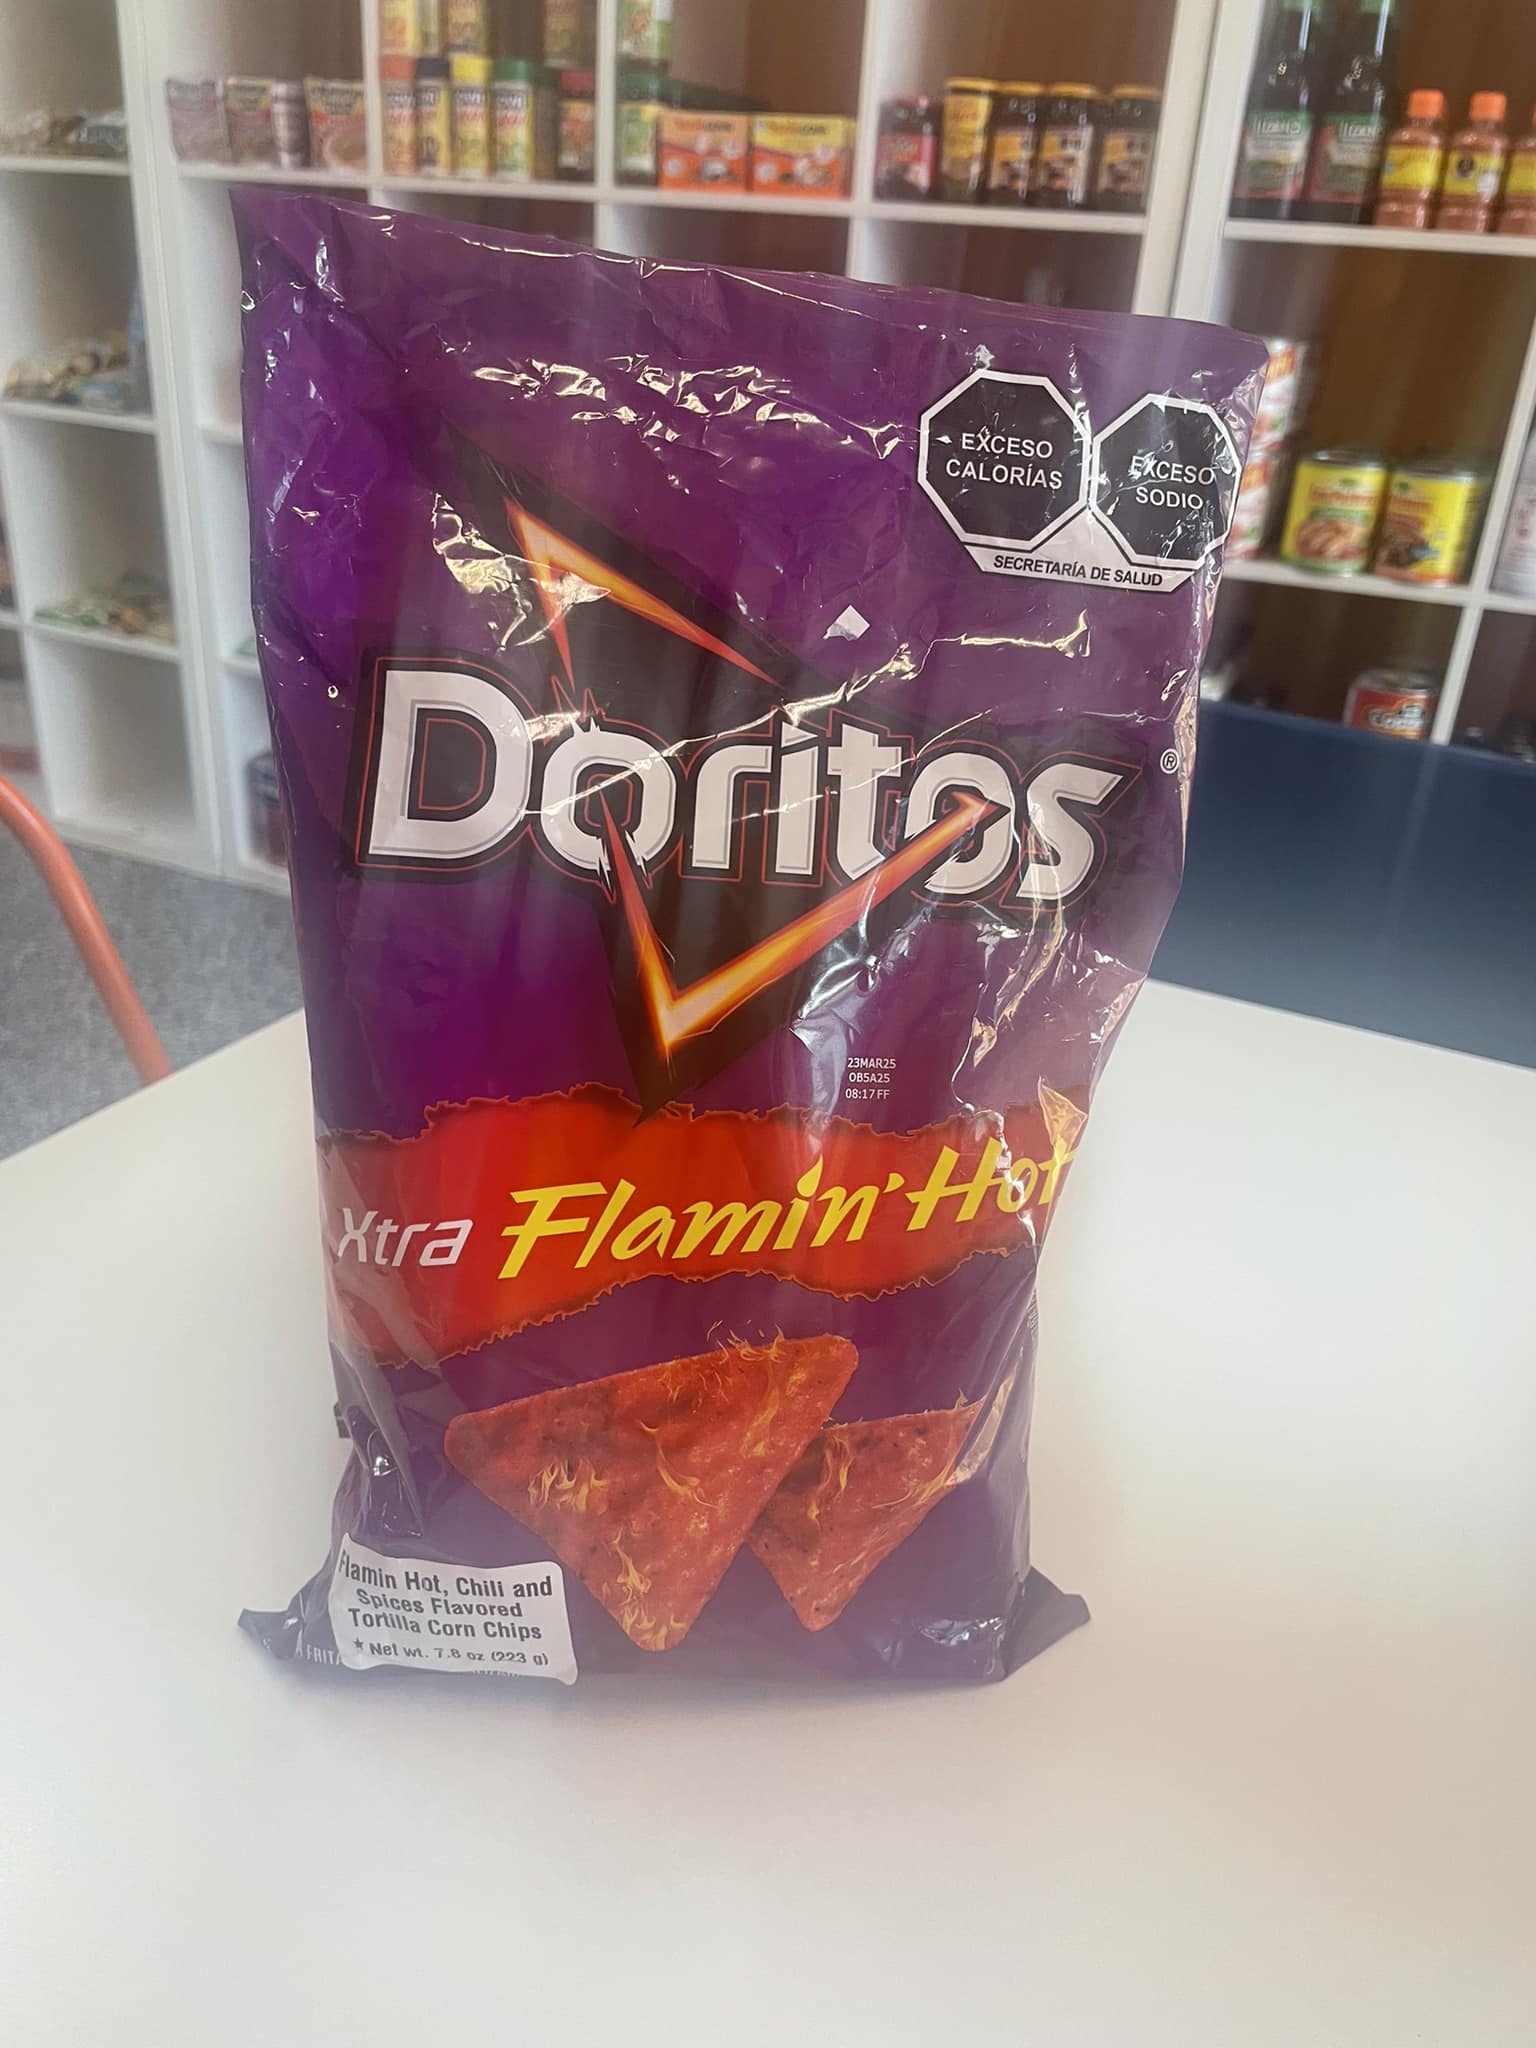 EXCESO
CALORÍAS
EXCESO
SODIO
SECRETARÍA DE SALUD
Doritos®
23MAR25
OB5A25
08:17 FF
Xtra Flamin' Hot
Flamin Hot, Chili and
Spices Flavored
Tortilla Corn Chips
★ Net wt. 7.8 oz (223 g)